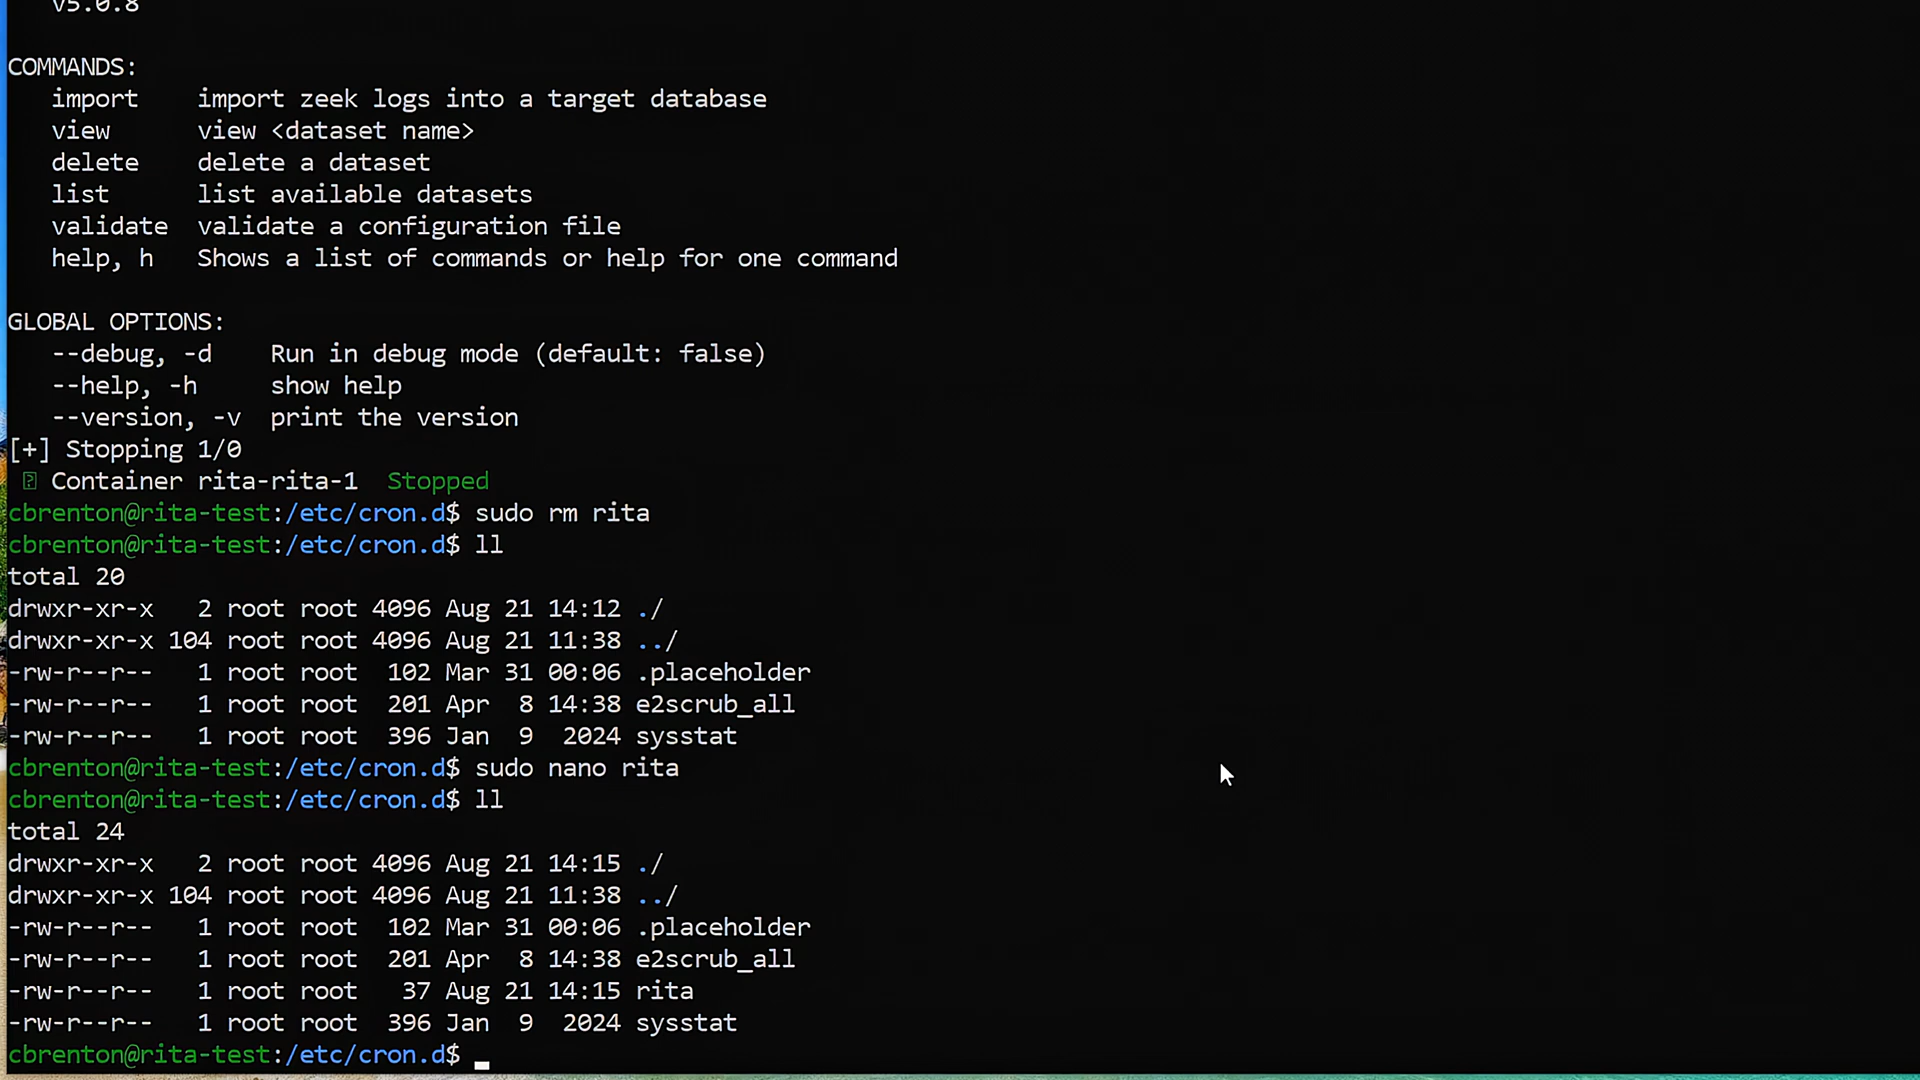 v5.0.8
COMMANDS:
import import zeek logs into a target database
view view <dataset name>
delete delete a dataset
list list available datasets
validate validate a configuration file
help, h Shows a list of commands or help for one command
GLOBAL OPTIONS:
--debug, -d Run in debug mode (default: false)
--help, -h show help
--version, -v print the version
[+] Stopping 1/0
Container rita-rita-1 Stopped
cbrenton@rita-test:/etc/cron.d$ sudo rm rita
cbrenton@rita-test:/etc/cron.d$ ll
total 20
drwxr-xr-x 2 root root 4096 Aug 21 14:12 ./
drwxr-xr-x 104 root root 4096 Aug 21 11:38 ../
-rw-r--r-- 1 root root 102 Mar 31 00:06 .placeholder
-rw-r--r-- 1 root root 201 Apr 8 14:38 e2scrub_all
-rw-r--r-- 1 root root 396 Jan 9 2024 sysstat
cbrenton@rita-test:/etc/cron.d$ sudo nano rita
cbrenton@rita-test:/etc/cron.d$ ll
total 24
drwxr-xr-x 2 root root 4096 Aug 21 14:15 ./
drwxr-xr-x 104 root root 4096 Aug 21 11:38 ../
-rw-r--r-- 1 root root 102 Mar 31 00:06 .placeholder
-rw-r--r-- 1 root root 201 Apr 8 14:38 e2scrub_all
-rw-r--r-- 1 root root 37 Aug 21 14:15 rita
-rw-r--r-- 1 root root 396 Jan 9 2024 sysstat
cbrenton@rita-test:/etc/cron.d$